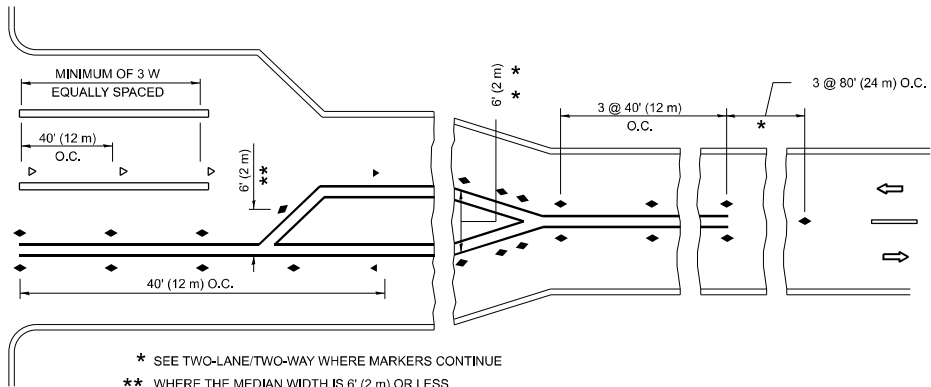 MINIMUM OF 3 W
EQUALLY SPACED
40' (12 m)
O.C.
6' (2 m)
**
40' (12 m) O.C.
6' (2 m) * *
3 @ 40' (12 m)
O.C.
3 @ 80' (24 m) O.C.
*
* SEE TWO-LANE/TWO-WAY WHERE MARKERS CONTINUE
** WHERE THE MEDIAN WIDTH IS 6' (2 m) OR LESS